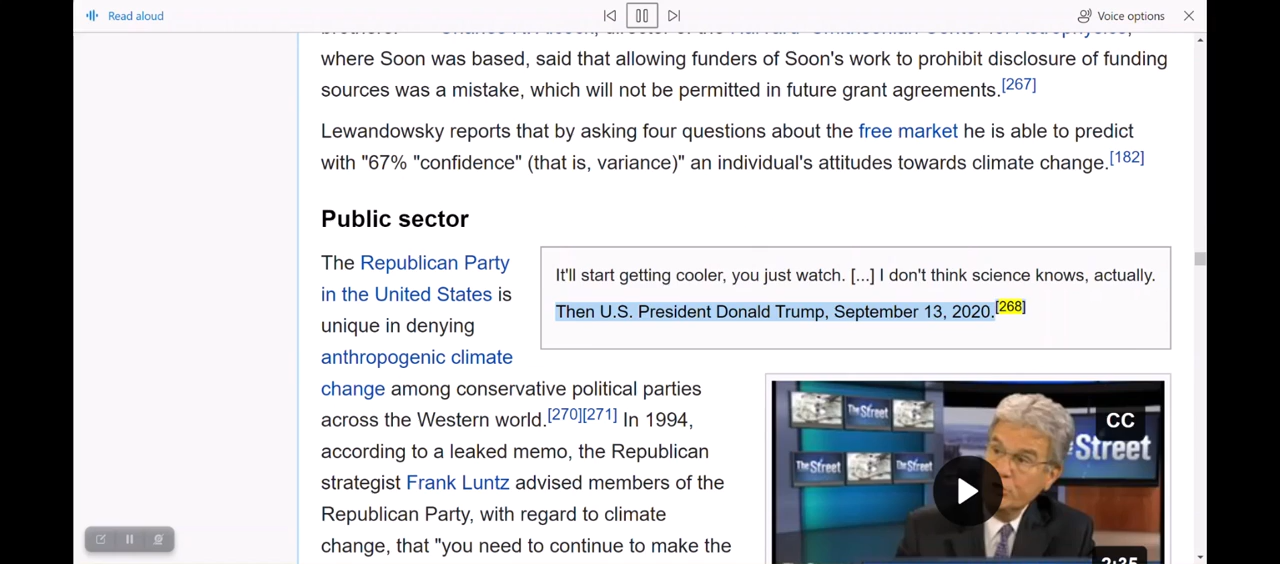 Read aloud
Voice options
where Soon was based, said that allowing funders of Soon's work to prohibit disclosure of funding
sources was a mistake, which will not be permitted in future grant agreements.[267]
Lewandowsky reports that by asking four questions about the free market he is able to predict
with "67% "confidence" (that is, variance)" an individual's attitudes towards climate change.[182]
Public sector
The Republican Party
in the United States is
unique in denying
anthropogenic climate
change among conservative political parties
across the Western world.[270][271] In 1994,
according to a leaked memo, the Republican
strategist Frank Luntz advised members of the
Republican Party, with regard to climate
change, that "you need to continue to make the
It'll start getting cooler, you just watch. [...] I don't think science knows, actually.
Then U.S. President Donald Trump, September 13, 2020.[268]
TheStreet
TheStreet
TheStreet
TheStreet
CC
2:35